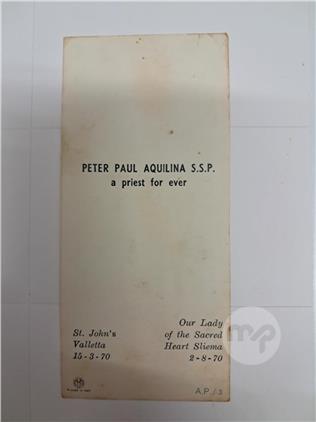 PETER PAUL AQUILINA S.S.P.
a priest for ever
St. John's
Valletta
15-3-70
Our Lady
of the Sacred
Heart Sliema
2-8-70
A.P./3